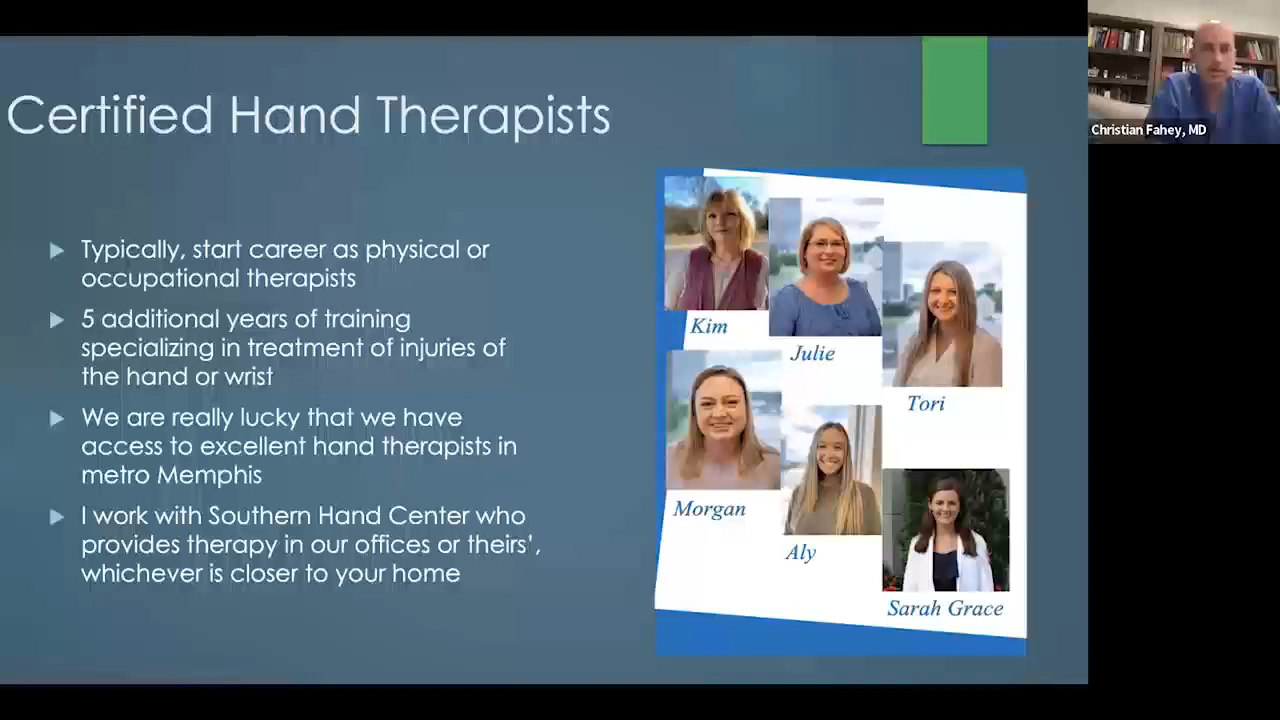 Certified Hand Therapists
Typically, start career as physical or
occupational therapists
5 additional years of training
specializing in treatment of injuries of
the hand or wrist
We are really lucky that we have
access to excellent hand therapists in
metro Memphis
I work with Southern Hand Center who
provides therapy in our offices or theirs’,
whichever is closer to your home
Kim
Julie
Tori
Morgan
Aly
Sarah Grace
Christian Fahey, MD